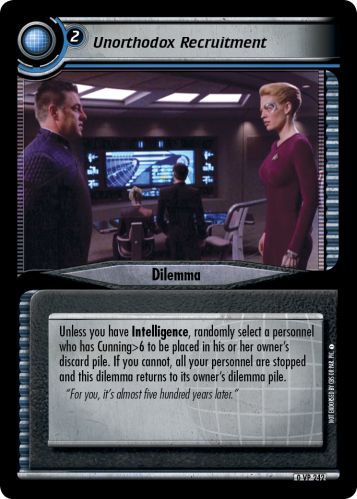 2
Unorthodox Recruitment
Dilemma
Unless you have Intelligence, randomly select a personnel
who has Cunning>6 to be placed in his or her owner's
discard pile. If you cannot, all your personnel are stopped
and this dilemma returns to its owner's dilemma pile.
"For you, it's almost five hundred years later."
NOT ENDORSED BY CBS OR PAR. PIC.
0 VP 242